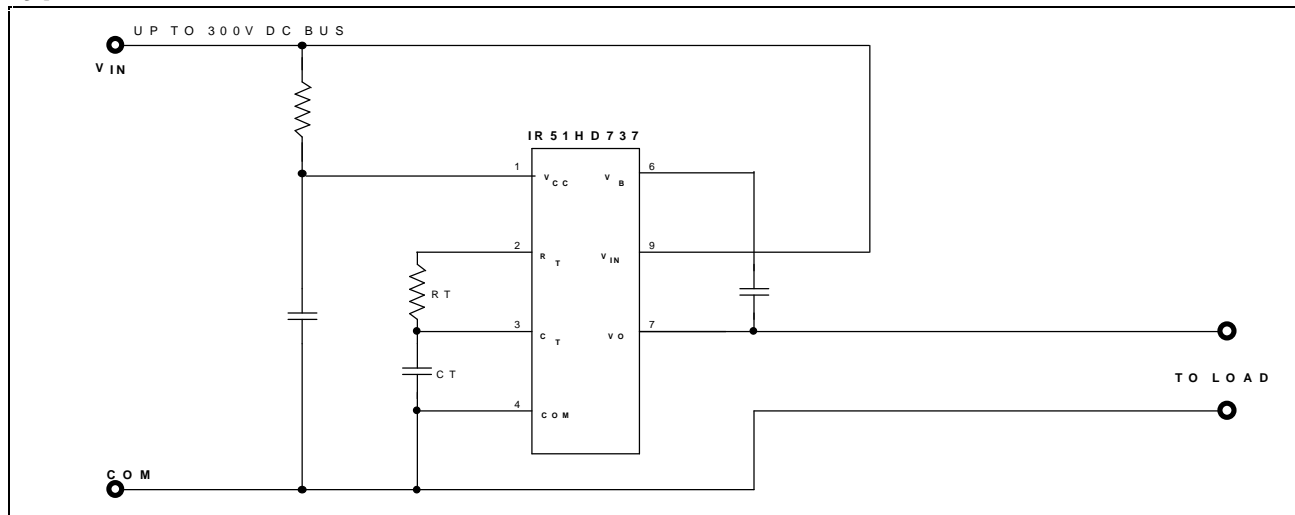 UP TO 300V DC BUS
VIN
IR51HD737
1 VCC VB 6
2 RT VIN 9
RT
3 CT VO 7
CT
TO LOAD
4 COM
COM